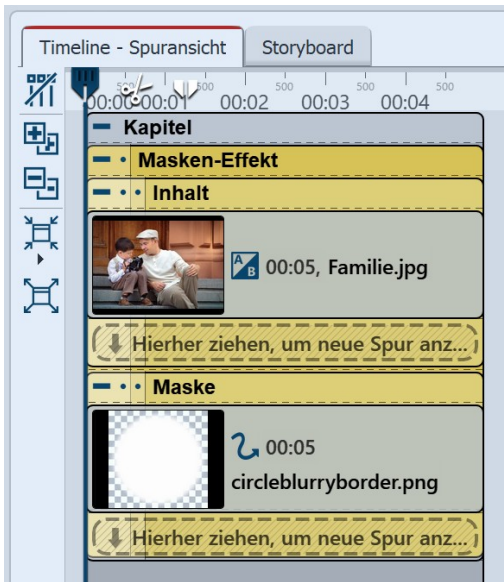 Timeline - Spuransicht
Storyboard
500 500 500 500 500
00:00 00:01 00:02 00:03 00:04
Kapitel
Masken-Effekt
Inhalt
A B 00:05, Familie.jpg
Hierher ziehen, um neue Spur anz...
Maske
00:05
circleblurryborder.png
Hierher ziehen, um neue Spur anz...